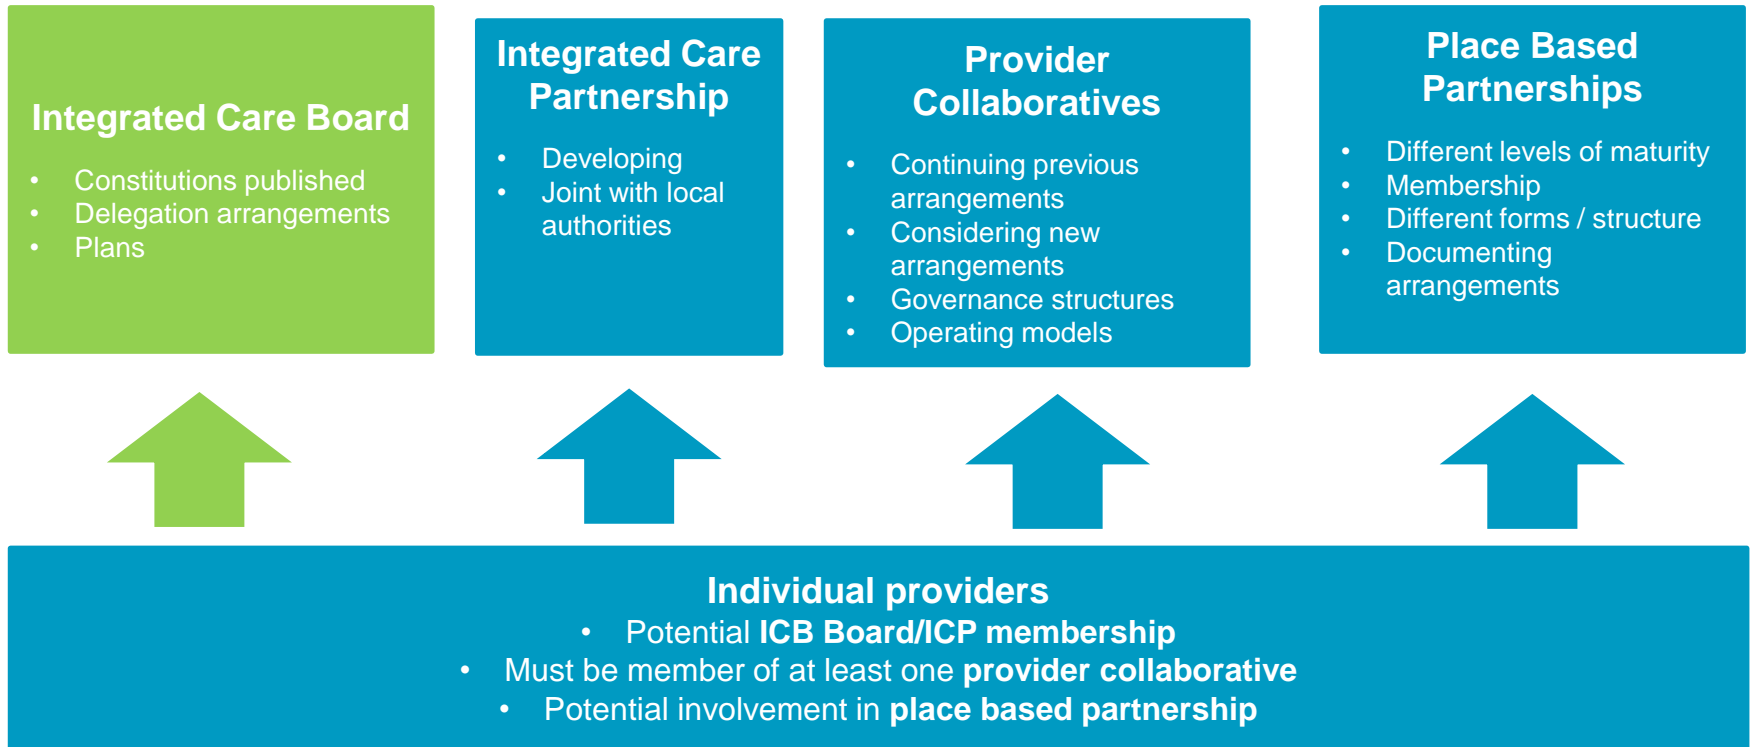 Integrated Care Board
• Constitutions published
• Delegation arrangements
• Plans
Integrated Care
Partnership
• Developing
• Joint with local
authorities
Provider
Collaboratives
• Continuing previous
arrangements
• Considering new
arrangements
• Governance structures
• Operating models
Place Based
Partnerships
• Different levels of maturity
• Membership
• Different forms / structure
• Documenting
arrangements
Individual providers
• Potential ICB Board/ICP membership
• Must be member of at least one provider collaborative
• Potential involvement in place based partnership